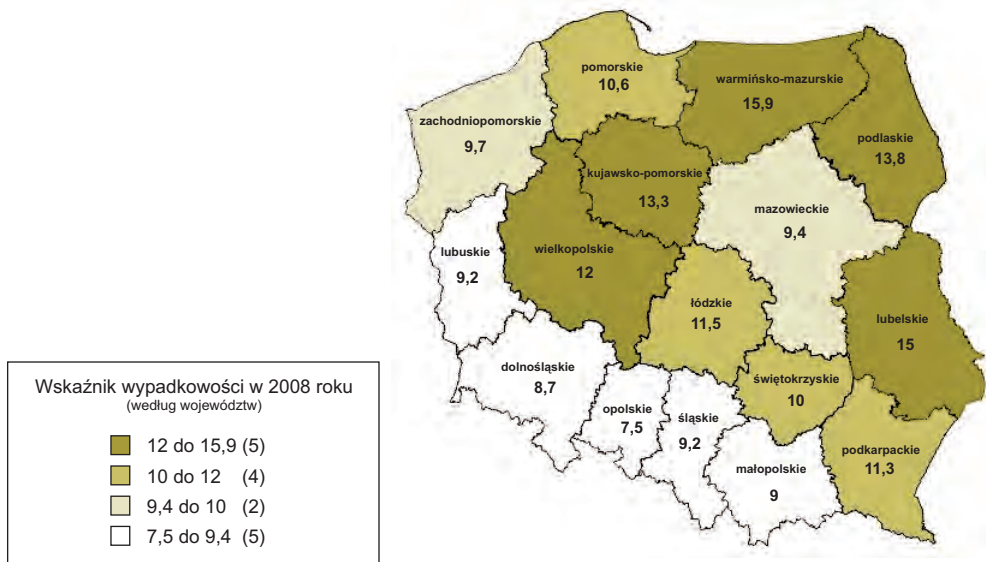 pomorskie
10,6
warmińsko-mazurskie
15,9
zachodniopomorskie
9,7
podlaskie
13,8
kujawsko-pomorskie
13,3
mazowieckie
9,4
lubuskie
9,2
wielkopolskie
12
łódzkie
11,5
lubelskie
15
dolnośląskie
8,7
opolskie
7,5
śląskie
9,2
świętokrzyskie
10
małopolskie
9
podkarpackie
11,3
Wskaźnik wypadkowości w 2008 roku
(według województw)
12 do 15,9 (5)
10 do 12 (4)
9,4 do 10 (2)
7,5 do 9,4 (5)